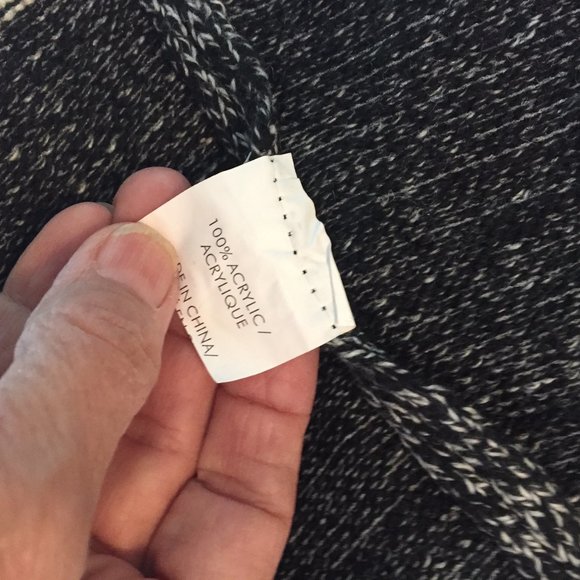 100% ACRYLIC /
ACRYLIQUE
DE IN CHINA/